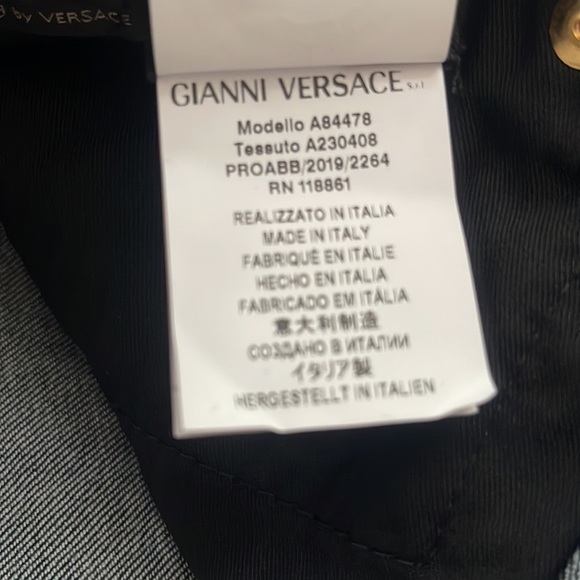 by VERSACE
GIANNI VERSACE S.r.l
Modello A84478
Tessuto A230408
PROABB/2019/2264
RN 118861
REALIZZATO IN ITALIA
MADE IN ITALY
FABRIQUÉ EN ITALIE
HECHO EN ITALIA
FABRICADO EM ITÁLIA
意大利制造
СОЗДАНО В ИТАЛИИ
イタリア製
HERGESTELLT IN ITALIEN